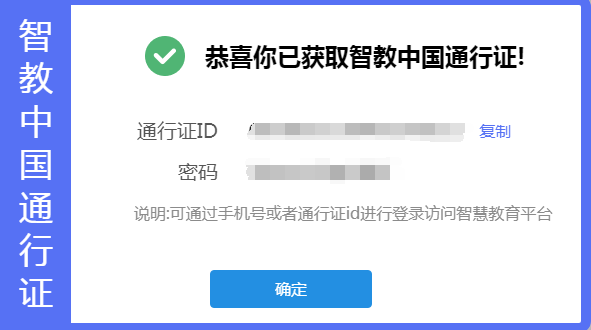 智教中国通行证
恭喜你已获取智教中国通行证!
通行证ID
复制
密码
说明:可通过手机号或者通行证id进行登录访问智慧教育平台
确定